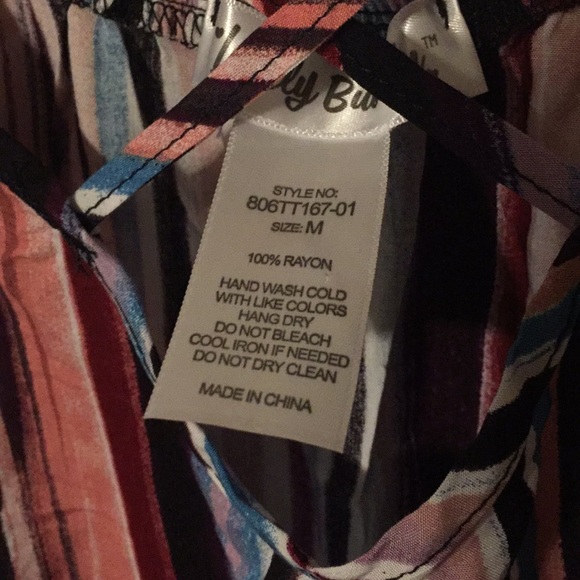 STYLE NO:
806TT167-01
SIZE: M
100% RAYON
HAND WASH COLD
WITH LIKE COLORS
HANG DRY
DO NOT BLEACH
COOL IRON IF NEEDED
DO NOT DRY CLEAN
MADE IN CHINA